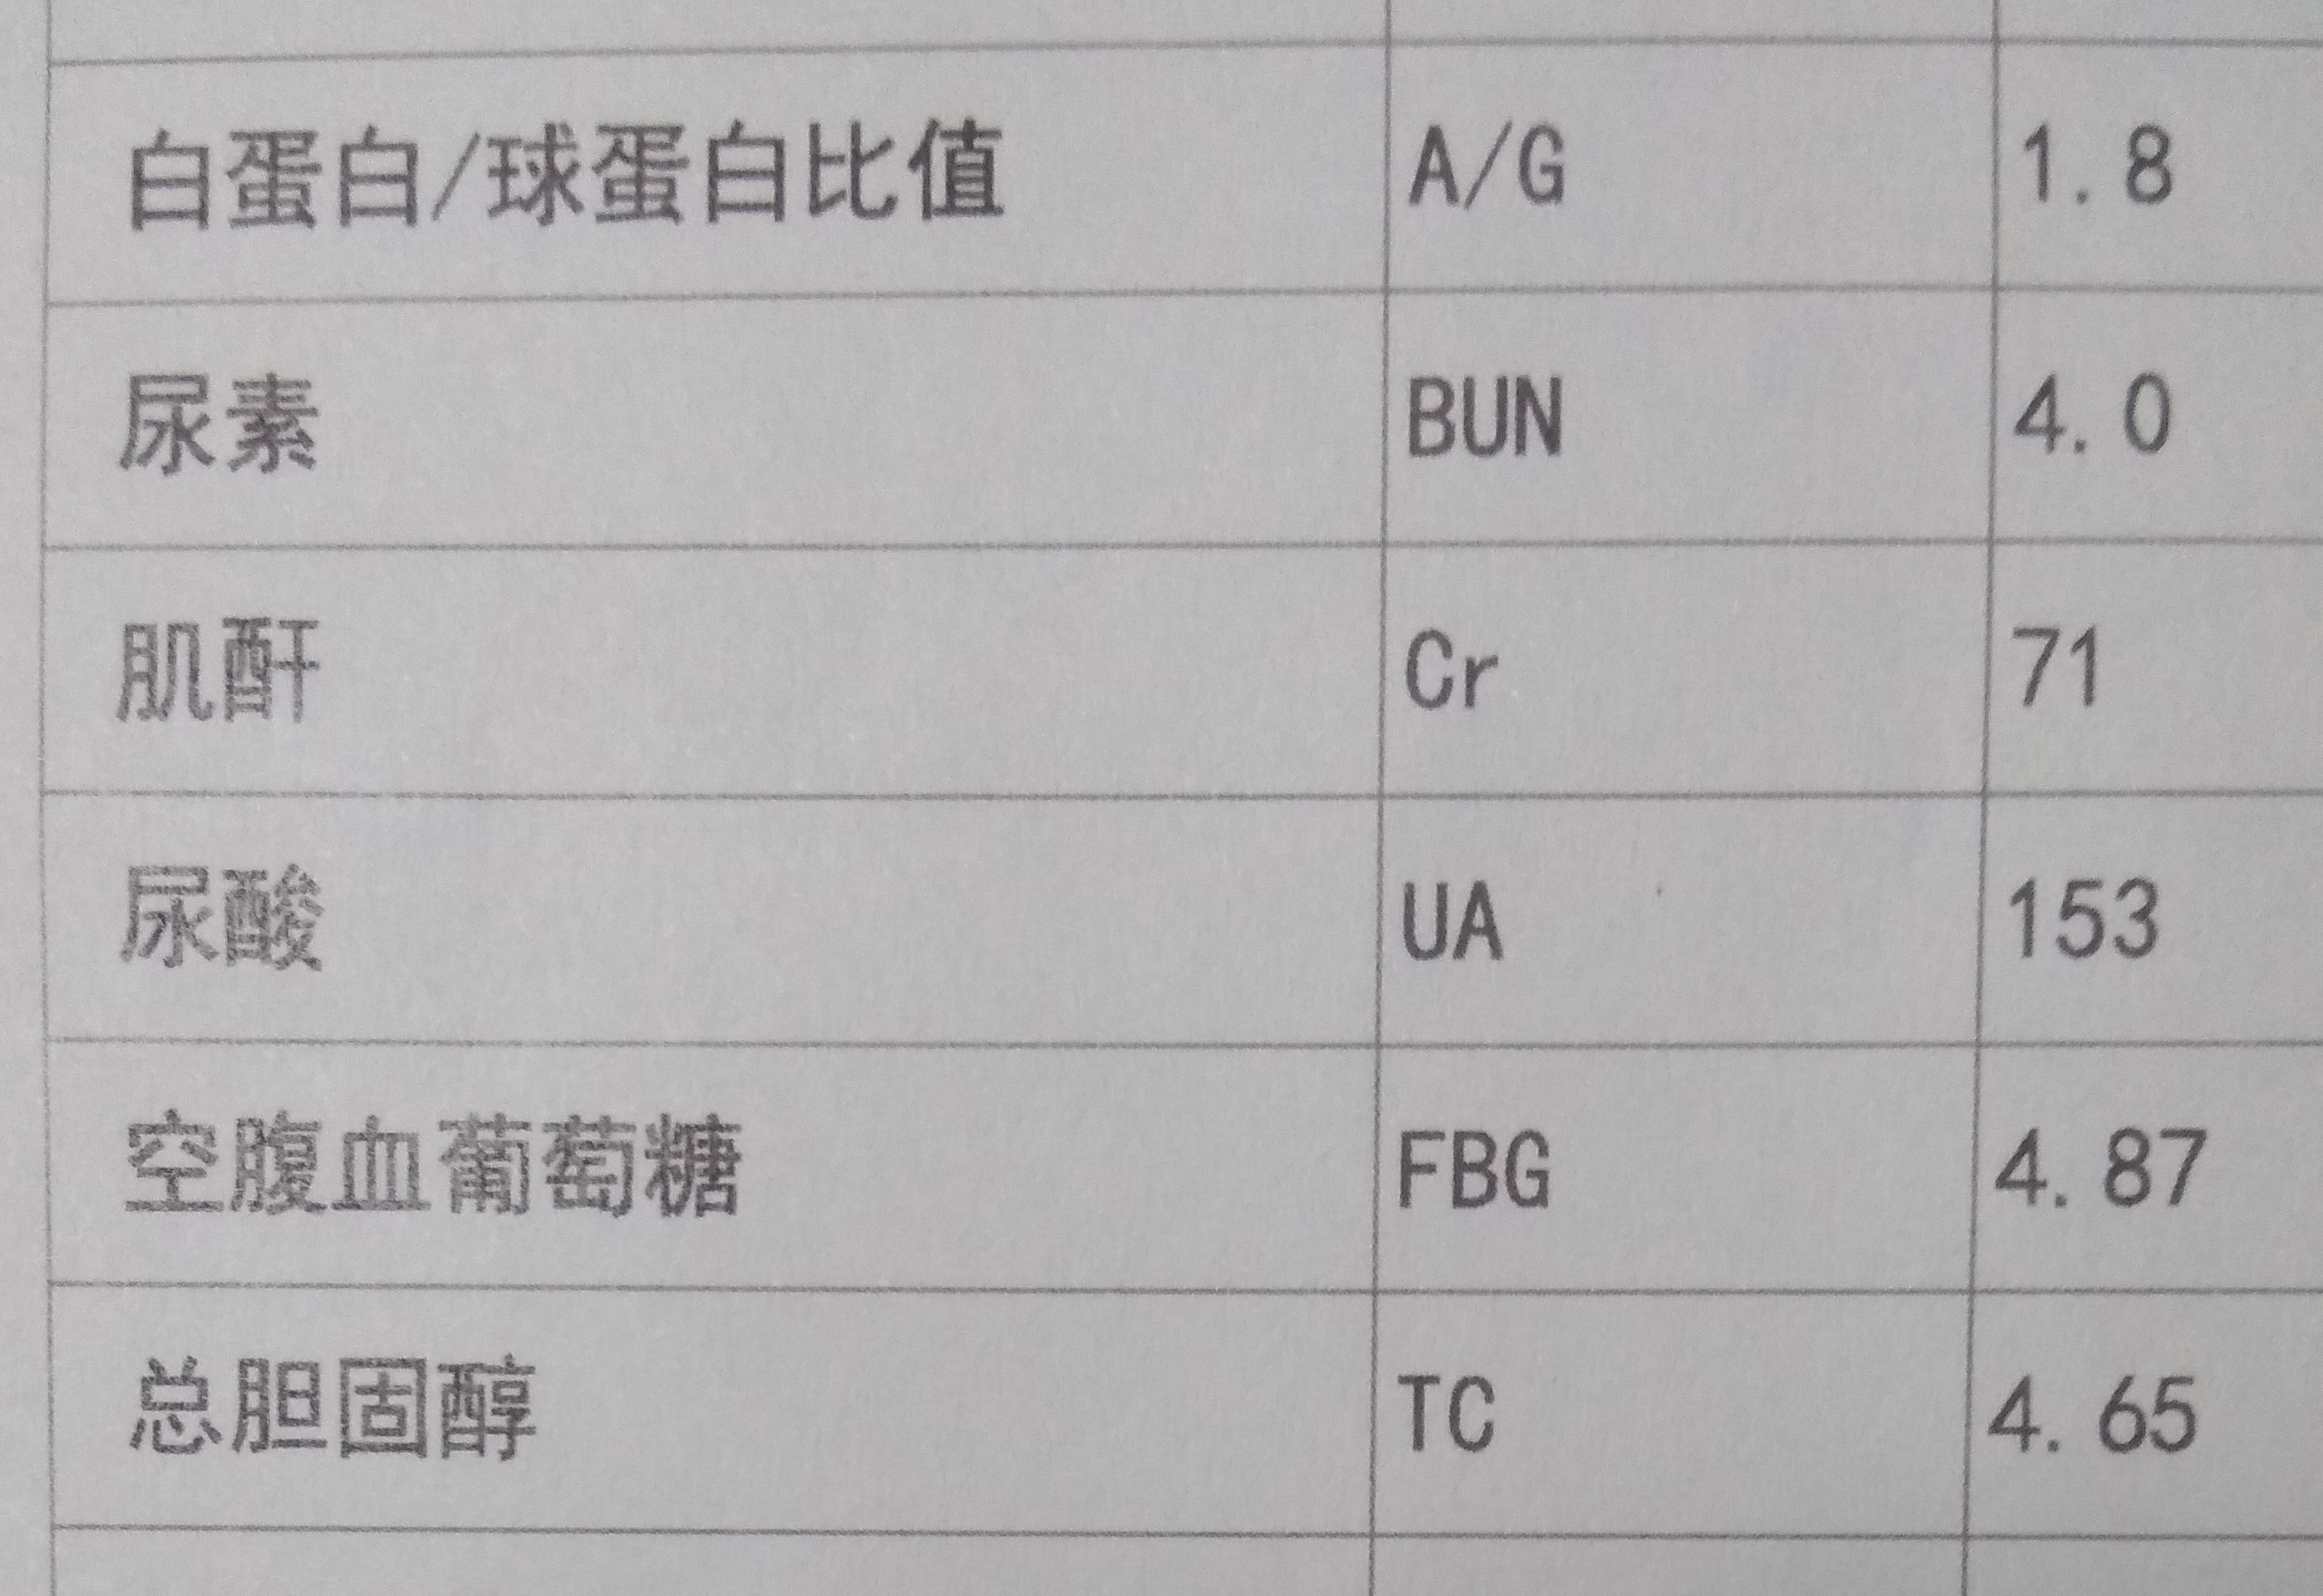 白蛋白/球蛋白比值 A/G 1.8
尿素 BUN 4.0
肌酐 Cr 71
尿酸 UA 153
空腹血葡萄糖 FBG 4.87
总胆固醇 TC 4.65